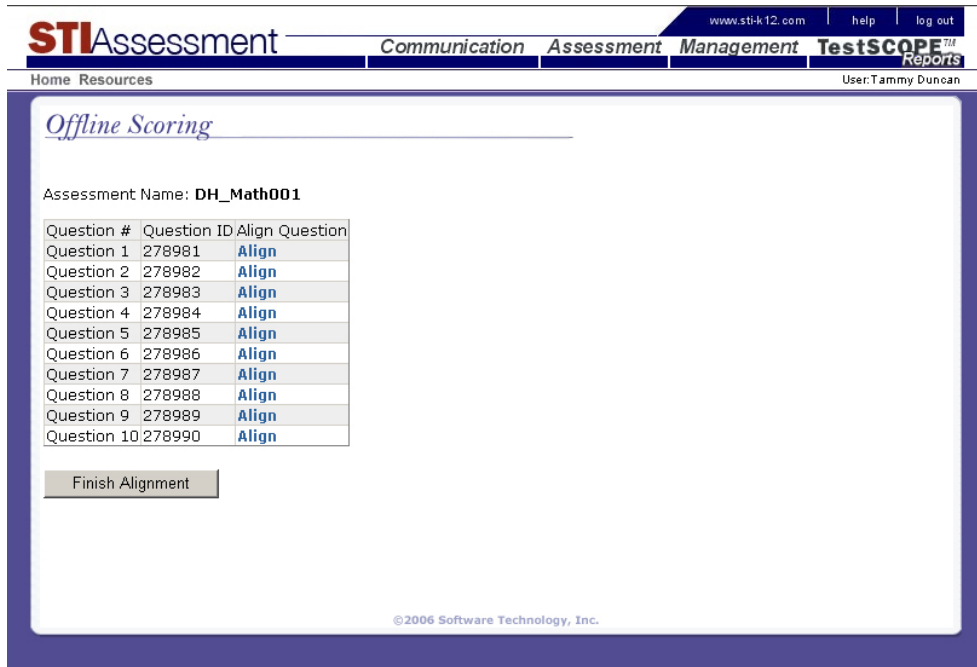 www.sti-k12.com help log out
STIAssessment Communication Assessment Management TestSCOPE™
Reports
Home Resources User:Tammy Duncan
Offline Scoring
Assessment Name: DH_Math001
Question # Question ID Align Question
Question 1 278981 Align
Question 2 278982 Align
Question 3 278983 Align
Question 4 278984 Align
Question 5 278985 Align
Question 6 278986 Align
Question 7 278987 Align
Question 8 278988 Align
Question 9 278989 Align
Question 10 278990 Align
Finish Alignment
©2006 Software Technology, Inc.